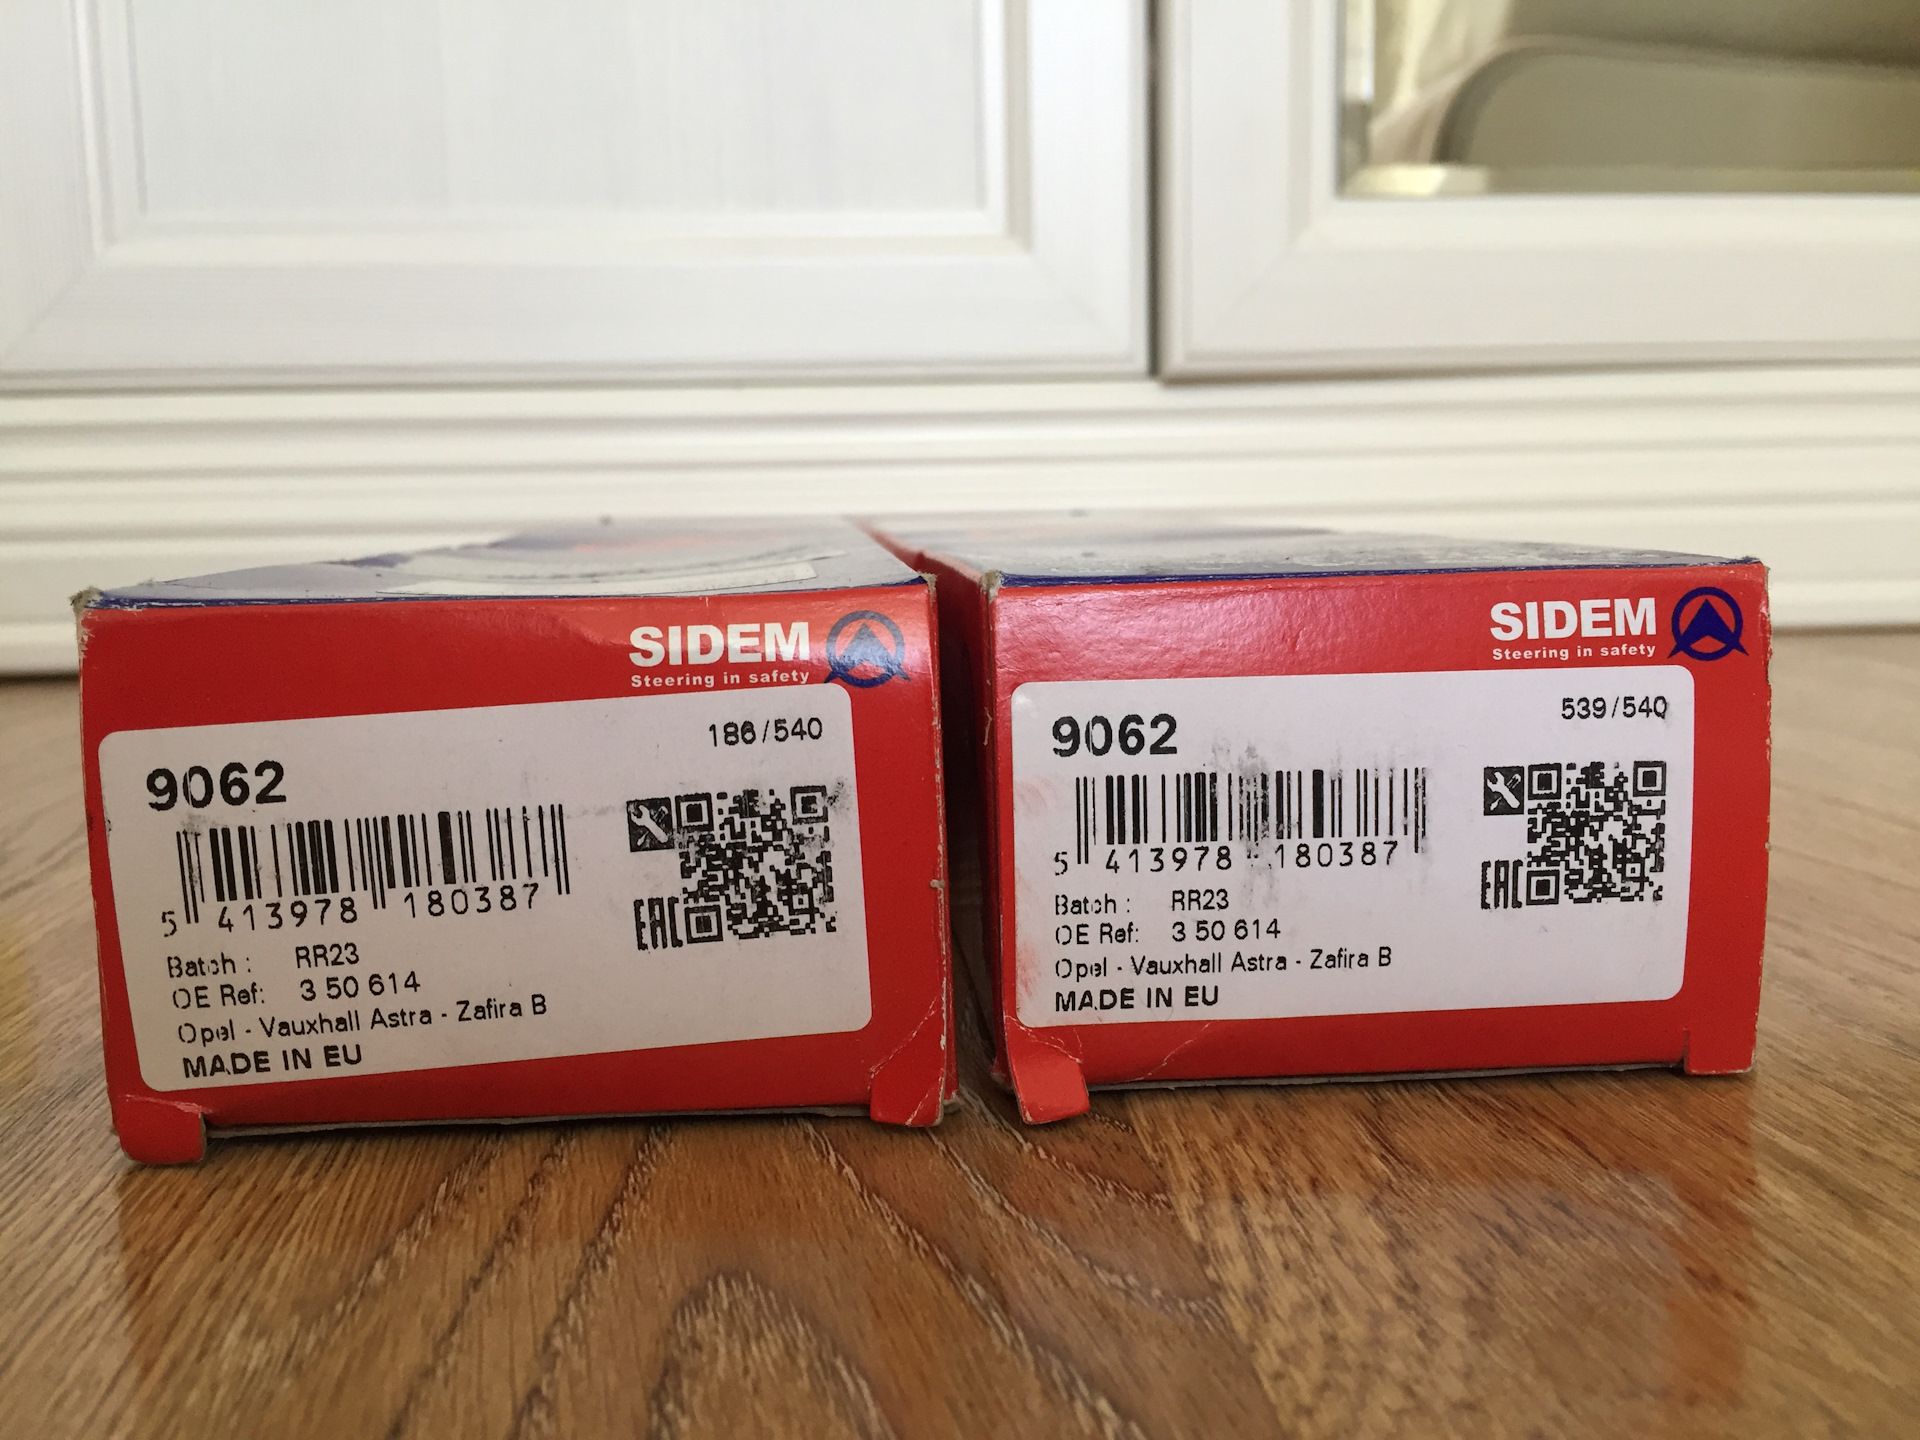 SIDEM
Steering in safety
186/540
9062
5 413978 180387
EAC
Batch : RR23
OE Ref: 3 50 614
Opel - Vauxhall Astra - Zafira B
MADE IN EU
SIDEM
Steering in safety
539/540
9062
5 413978 180387
EAC
Batch : RR23
OE Ref: 3 50 614
Opel - Vauxhall Astra - Zafira B
MADE IN EU